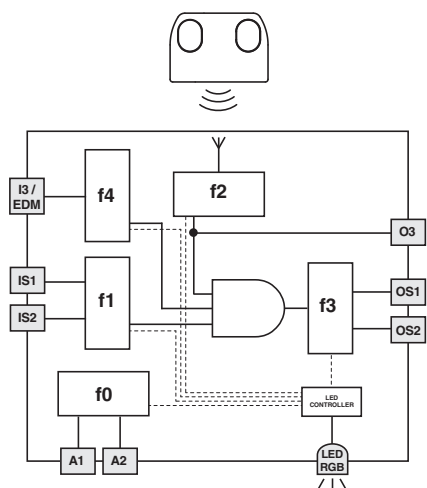 I3 /
EDM
f4
f2
O3
IS1
IS2
f1
f3
OS1
OS2
f0
LED
CONTROLLER
A1
A2
LED
RGB